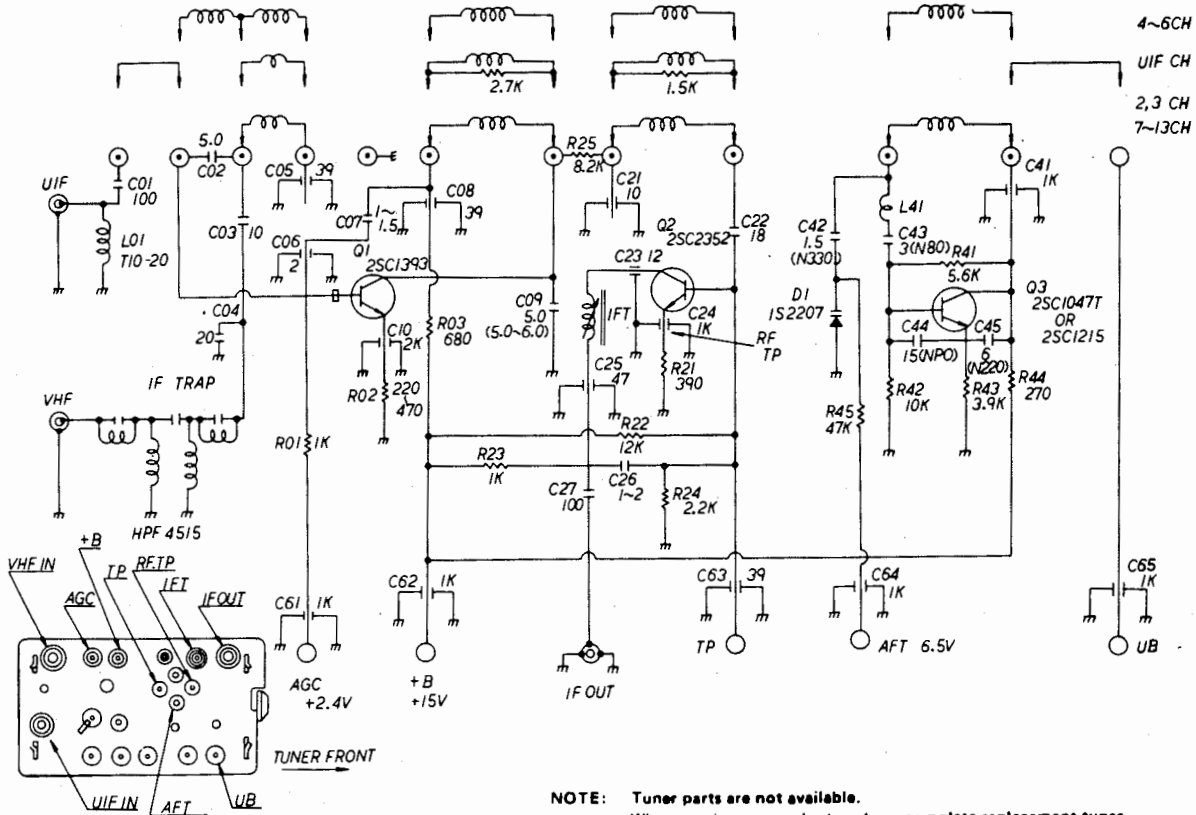 4~6CH
UIF CH
2.7K
1.5K
2,3 CH
7~13CH
5.0
C02
C05
39
E
R25
8.2K
C41
1K
UIF
C01
100
L01
T10-20
C03
10
C06
2
C07
1~
1.5
C08
39
Q1
2SC1393
C21
10
Q2
2SC2352
C22
18
C23 12
C42
1.5
(N330)
L41
C43
3(N80)
R41
5.6K
D1
1S2207
Q3
2SC1047T
OR
2SC1215
C04
20
R03
680
C09
5.0
(5.0~6.0)
IFT
C24
1K
RF
TP
C10
2K
C25
47
R21
390
C44
15(NPO)
C45
6
(N220)
IF TRAP
VHF
R02
220
470
R01
1K
R45
47K
R42
10K
R43
3.9K
R44
270
R22
12K
R23
1K
C26
1~2
C27
100
R24
2.2K
HPF 4515
VHF.IN
+B
TP
RF.TP
IFT
AGC
IFOUT
C61
1K
C62
1K
C63
39
C64
1K
C65
1K
AGC
+2.4V
+B
+15V
IF OUT
TP
AFT 6.5V
UB
TUNER FRONT
UIF.IN
AFT
UB
NOTE: Tuner parts are not available.